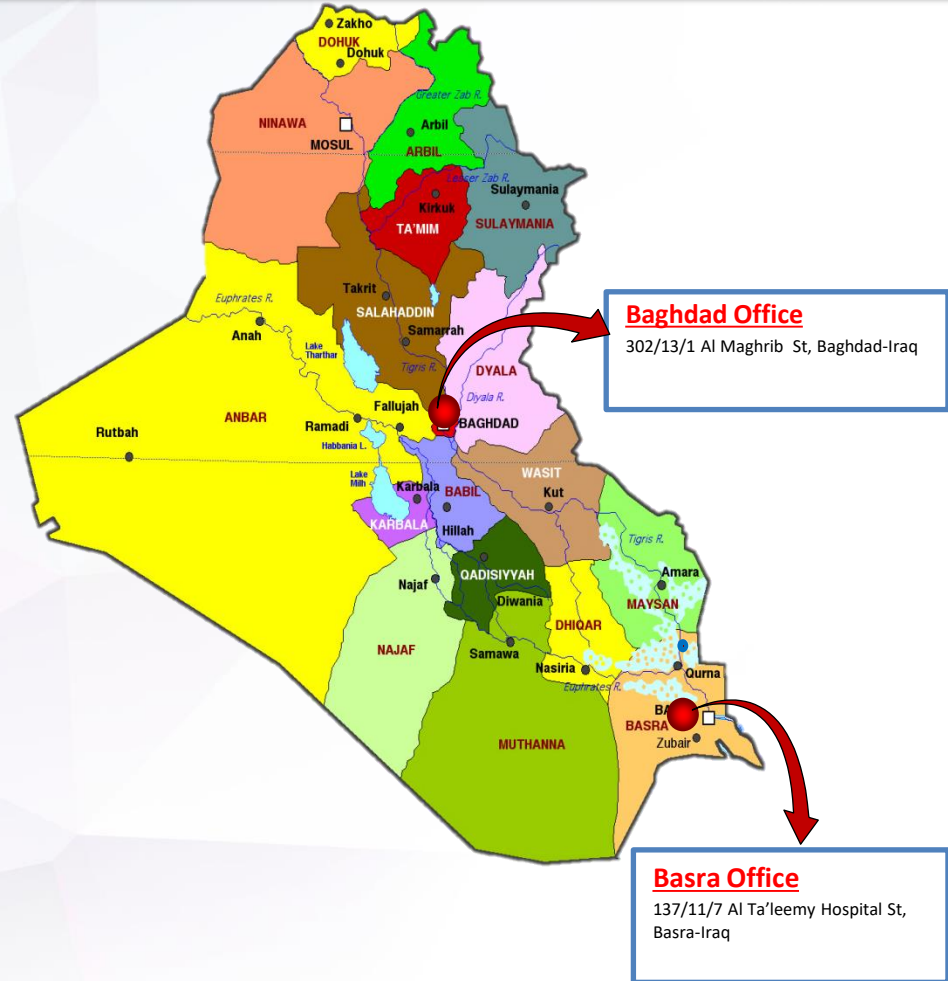 Zakho
DOHUK
Dohuk
Greater Zab R.
NINAWA
Arbil
MOSUL
ARBIL
Lesser Zab R.
Sulaymania
Kirkuk
TA'MIM
SULAYMANIA
Takrit
Euphrates R.
SALAHADDIN
Anah
Samarrah
Lake
Tharthar
Tigris R.
DYALA
Diyala R.
Fallujah
ANBAR
Ramadi
BAGHDAD
Rutbah
Habbania L.
WASIT
Lake
Milh
Karbala
BABIL
Kut
KARBALA
Hillah
Tigris R.
QADISIYYAH
Amara
Najaf
Diwania
MAYSAN
DHIQAR
NAJAF
Samawa
Nasiria
Qurna
Euphrates R.
BA
BASRA
Zubair
MUTHANNA
Baghdad Office
302/13/1 Al Maghrib St, Baghdad-Iraq
Basra Office
137/11/7 Al Ta’leemy Hospital St,
Basra-Iraq